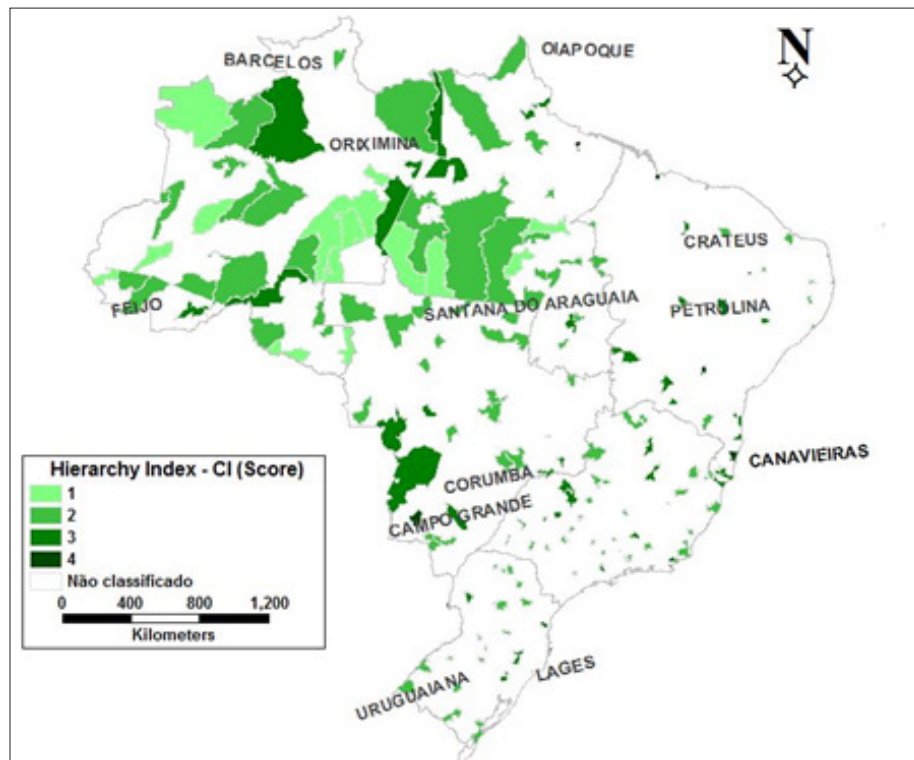 OIAPOQUE
N
BARCELOS
ORIXIMINA
CRATEUS
FEIJO
SANTANA DO ARAGUAIA
PETROLINA
CANAVIEIRAS
CORUMBA
CAMPO GRANDE
Hierarchy Index - CI (Score)
1
2
3
4
Não classificado
0 400 800 1,200
Kilometers
LAGES
URUGUAIANA